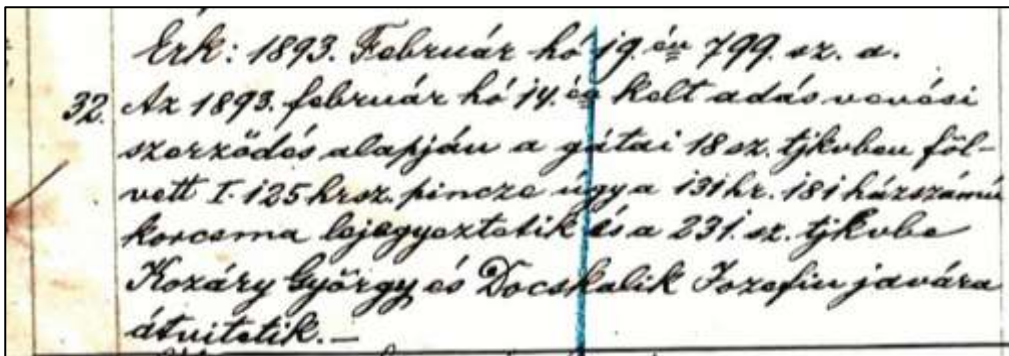 Érk: 1893. Február hó 19. én 799. sz. a.
32. Az 1893. február hó 14. én kelt adás vevési
szerződés alapján a gátai 18 sz. tjkvben föl-
vett I. 125 hrsz. pincze úgy a 131 hr. 181 házszámú
korcsma lejegyeztetik és a 231. sz. tjkvbe
Kozáry György és Docskalik Jozefin javára
átvitetik.—